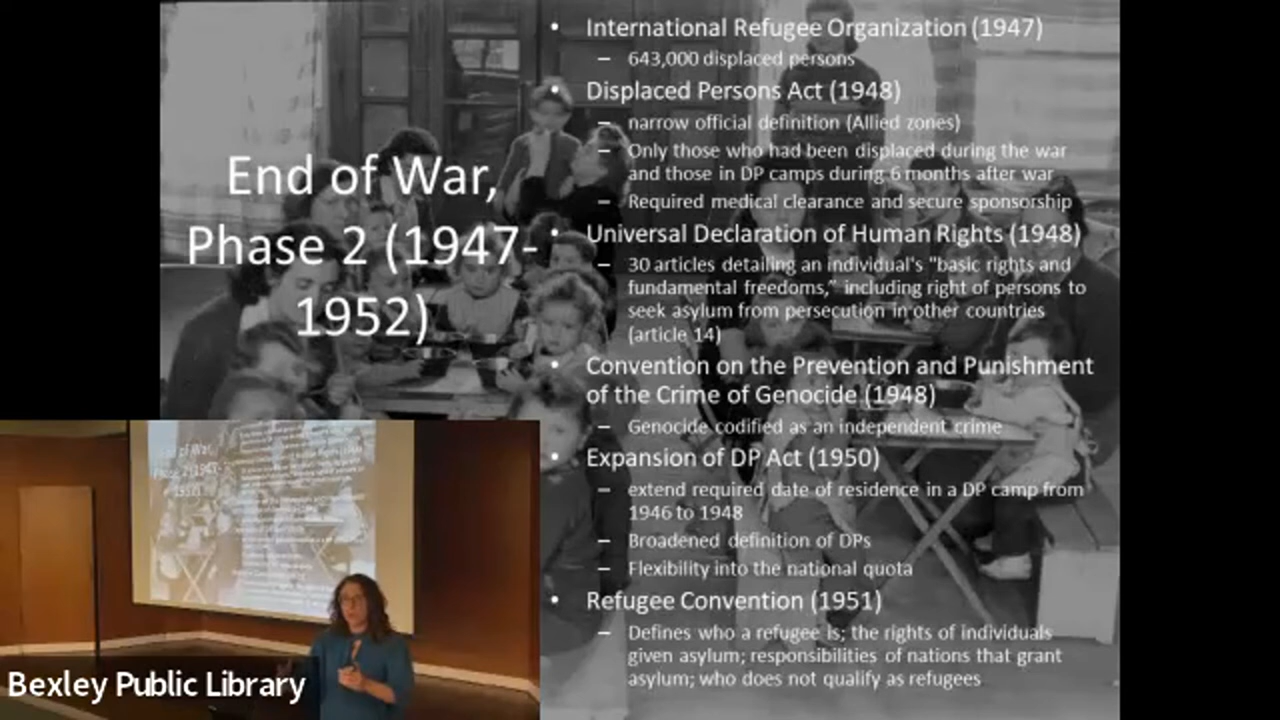 End of War,
Phase 2 (1947-
1952)
• International Refugee Organization (1947)
– 643,000 displaced persons
• Displaced Persons Act (1948)
– narrow official definition (Allied zones)
– Only those who had been displaced during the war
and those in DP camps during 6 months after war
– Required medical clearance and secure sponsorship
• Universal Declaration of Human Rights (1948)
– 30 articles detailing an individual's "basic rights and
fundamental freedoms," including right of persons to
seek asylum from persecution in other countries
(article 14)
• Convention on the Prevention and Punishment
of the Crime of Genocide (1948)
– Genocide codified as an independent crime
• Expansion of DP Act (1950)
– extend required date of residence in a DP camp from
1946 to 1948
– Broadened definition of DPs
– Flexibility into the national quota
• Refugee Convention (1951)
– Defines who a refugee is; the rights of individuals
given asylum; responsibilities of nations that grant
asylum; who does not qualify as refugees
End of War,
Phase 2 (1947-
1952)
Bexley Public Library